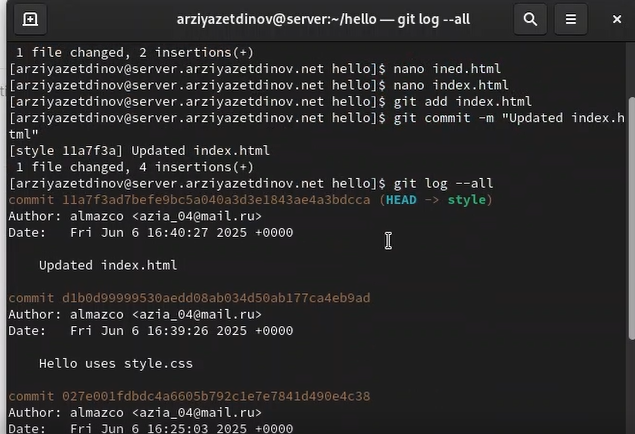 arziyazetdinov@server:~/hello — git log --all
1 file changed, 2 insertions(+)
[arziyazetdinov@server.arziyazetdinov.net hello]$ nano ined.html
[arziyazetdinov@server.arziyazetdinov.net hello]$ nano index.html
[arziyazetdinov@server.arziyazetdinov.net hello]$ git add index.html
[arziyazetdinov@server.arziyazetdinov.net hello]$ git commit -m "Updated index.h
tml"
[style 11a7f3a] Updated index.html
1 file changed, 4 insertions(+)
[arziyazetdinov@server.arziyazetdinov.net hello]$ git log --all
commit 11a7f3ad7befe9bc5a040a3d3e1843ae4a3bdcca (HEAD -> style)
Author: almazco <azia_04@mail.ru>
Date:   Fri Jun 6 16:40:27 2025 +0000
Updated index.html
commit d1b0d99999530aedd08ab034d50ab177ca4eb9ad
Author: almazco <azia_04@mail.ru>
Date:   Fri Jun 6 16:39:26 2025 +0000
Hello uses style.css
commit 027e001fdbdc4a6605b792c1e7e7841d490e4c38
Author: almazco <azia_04@mail.ru>
Date:   Fri Jun 6 16:25:03 2025 +0000